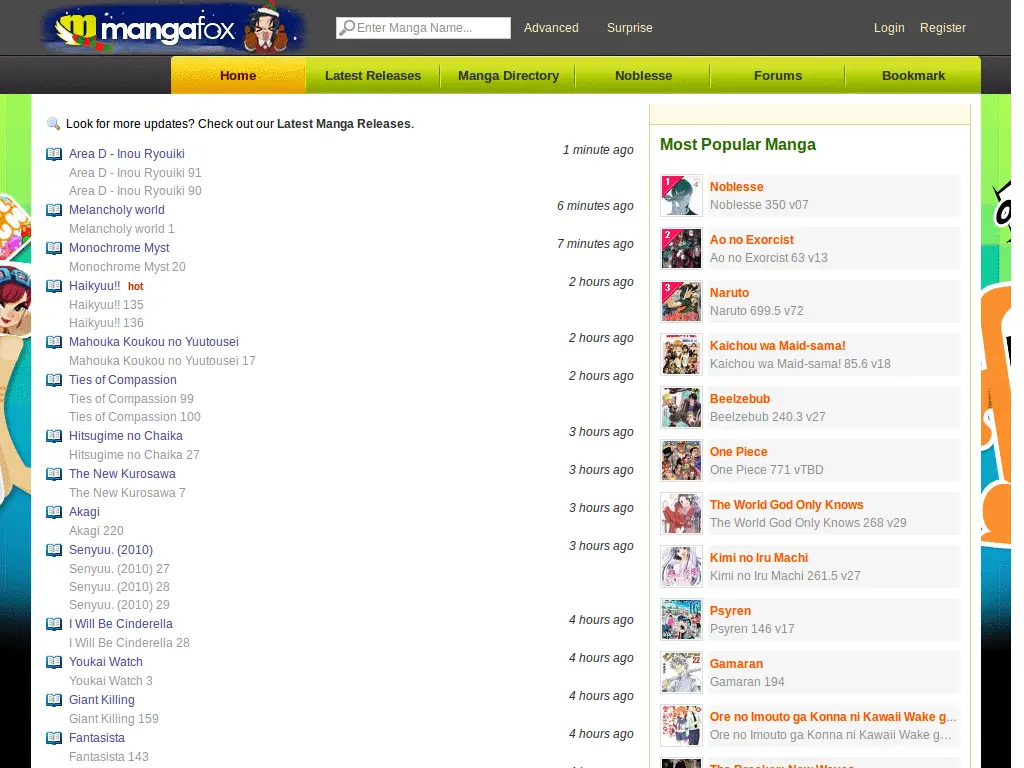 mangafox
Enter Manga Name...
Advanced
Surprise
Login
Register
Home
Latest Releases
Manga Directory
Noblesse
Forums
Bookmark
Look for more updates? Check out our Latest Manga Releases.
Area D - Inou Ryouiki
1 minute ago
Area D - Inou Ryouiki 91
Area D - Inou Ryouiki 90
Melancholy world
6 minutes ago
Melancholy world 1
Monochrome Myst
7 minutes ago
Monochrome Myst 20
Haikyuu!! hot
2 hours ago
Haikyuu!! 135
Haikyuu!! 136
Mahouka Koukou no Yuutousei
2 hours ago
Mahouka Koukou no Yuutousei 17
Ties of Compassion
2 hours ago
Ties of Compassion 99
Ties of Compassion 100
Hitsugime no Chaika
3 hours ago
Hitsugime no Chaika 27
The New Kurosawa
3 hours ago
The New Kurosawa 7
Akagi
3 hours ago
Akagi 220
Senyuu. (2010)
3 hours ago
Senyuu. (2010) 27
Senyuu. (2010) 28
Senyuu. (2010) 29
I Will Be Cinderella
4 hours ago
I Will Be Cinderella 28
Youkai Watch
4 hours ago
Youkai Watch 3
Giant Killing
4 hours ago
Giant Killing 159
Fantasista
4 hours ago
Fantasista 143
Most Popular Manga
1
Noblesse
Noblesse 350 v07
2
Ao no Exorcist
Ao no Exorcist 63 v13
3
Naruto
Naruto 699.5 v72
Kaichou wa Maid-sama!
Kaichou wa Maid-sama! 85.6 v18
Beelzebub
Beelzebub 240.3 v27
One Piece
One Piece 771 vTBD
The World God Only Knows
The World God Only Knows 268 v29
Kimi no Iru Machi
Kimi no Iru Machi 261.5 v27
Psyren
Psyren 146 v17
22
Gamaran
Gamaran 194
Ore no Imouto ga Konna ni Kawaii Wake g...
Ore no Imouto ga Konna ni Kawaii Wake g...
The Breaker: New Waves